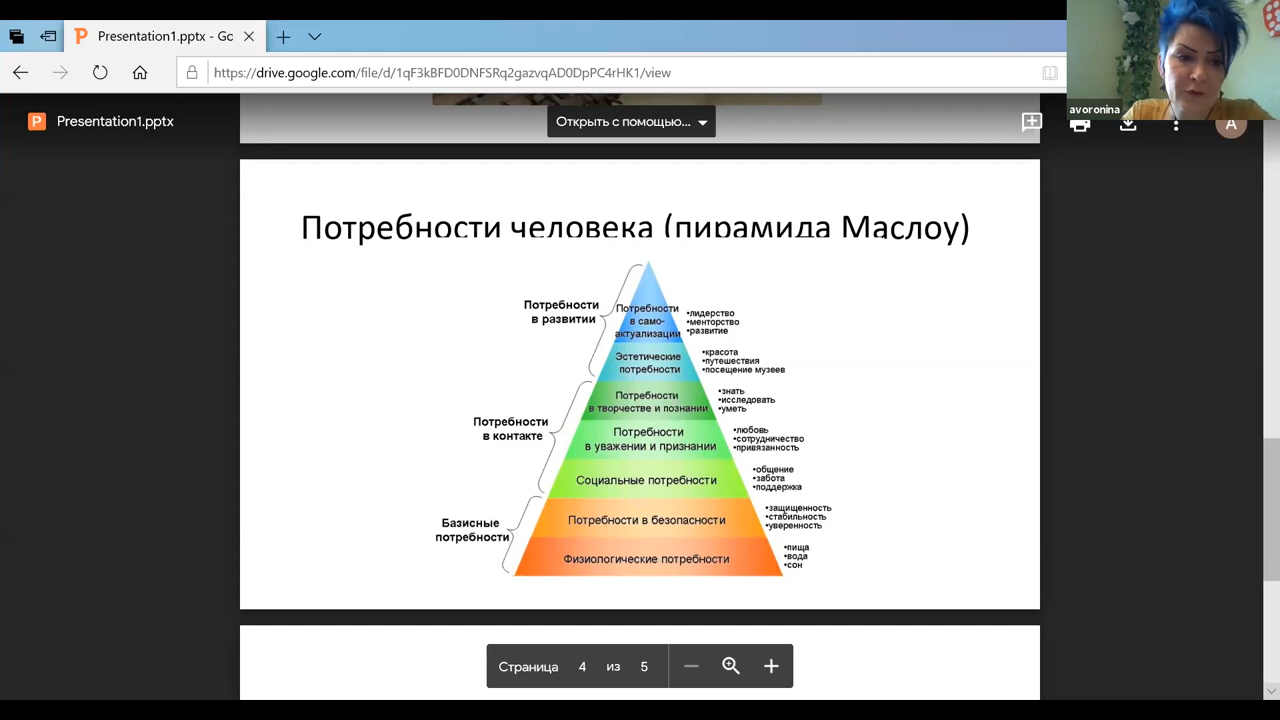 Presentation1.pptx - Gc
https://drive.google.com/file/d/1qF3kBFD0DNFSRq2gazvqAD0DpPC4rHK1/view
avoronina
Presentation1.pptx
Открыть с помощью...
A
Потребности человека (пирамида Маслоу)
Потребности
в развитии
Потребности
в само-
актуализации
•лидерство
•менторство
•развитие
Эстетические
потребности
•красота
•путешествия
•посещение музеев
Потребности
в контакте
Потребности
в творчестве и познании
•знать
•исследовать
•уметь
Потребности
в уважении и признании
•любовь
•сотрудничество
•привязанность
Социальные потребности
•общение
•забота
•поддержка
Базисные
потребности
Потребности в безопасности
•защищенность
•стабильность
•уверенность
Физиологические потребности
•пища
•вода
•сон
Страница 4 из 5